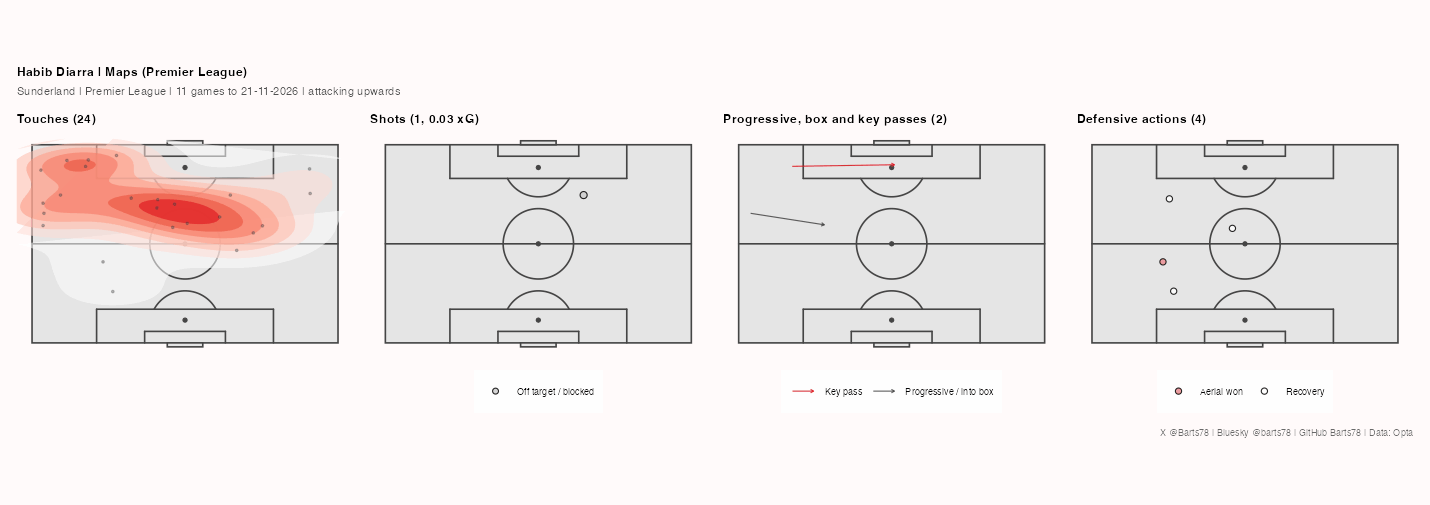 Habib Diarra | Maps (Premier League)
Sunderland | Premier League | 11 games to 21-11-2026 | attacking upwards
Touches (24)
Shots (1, 0.03 xG)
Progressive, box and key passes (2)
Defensive actions (4)
Off target / blocked
Key pass
Progressive / into box
Aerial won
Recovery
X @Barts78 | Bluesky @barts78 | GitHub Barts78 | Data: Opta